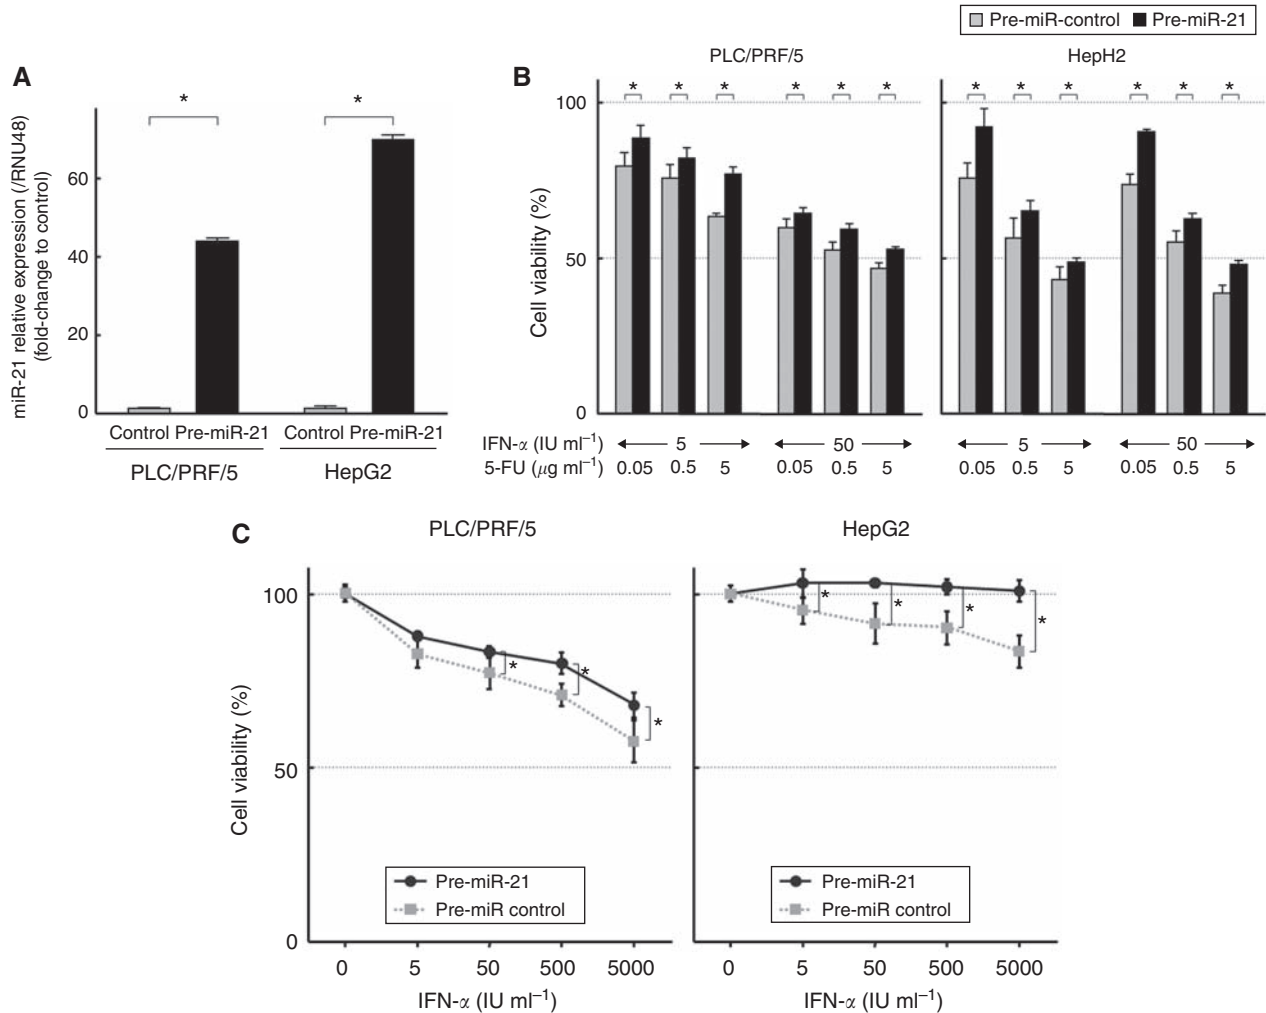 Pre-miR-control Pre-miR-21
A
*
*
miR-21 relative expression (/RNU48)
(fold-change to control)
60
40
20
0
Control Pre-miR-21 Control Pre-miR-21
PLC/PRF/5 HepG2
B
PLC/PRF/5 HepH2
* * * * * * * * * * * *
Cell viability (%)
100
50
0
IFN-α (IU ml⁻¹) 5 50 5 50
5-FU (μg ml⁻¹) 0.05 0.5 5 0.05 0.5 5 0.05 0.5 5 0.05 0.5 5
C
PLC/PRF/5 HepG2
Cell viability (%)
100
50
0
* * *
* * * *
Pre-miR-21
Pre-miR control
Pre-miR-21
Pre-miR control
0 5 50 500 5000 0 5 50 500 5000
IFN-α (IU ml⁻¹) IFN-α (IU ml⁻¹)